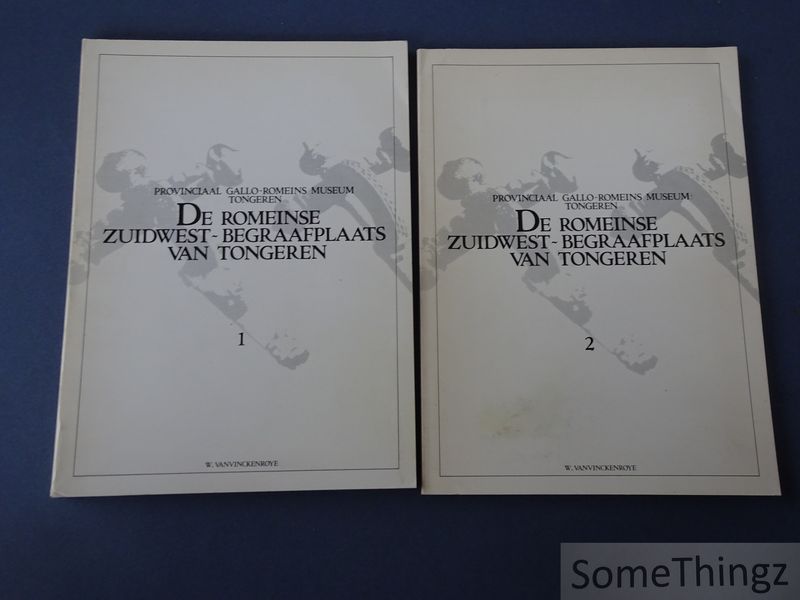 PROVINCIAAL GALLO-ROMEINS MUSEUM
TONGEREN
DE ROMEINSE
ZUIDWEST-BEGRAAFPLAATS
VAN TONGEREN
1
W. VANVINCKENROYE
PROVINCIAAL GALLO-ROMEINS MUSEUM
TONGEREN
DE ROMEINSE
ZUIDWEST-BEGRAAFPLAATS
VAN TONGEREN
2
W. VANVINCKENROYE
SomeThingz